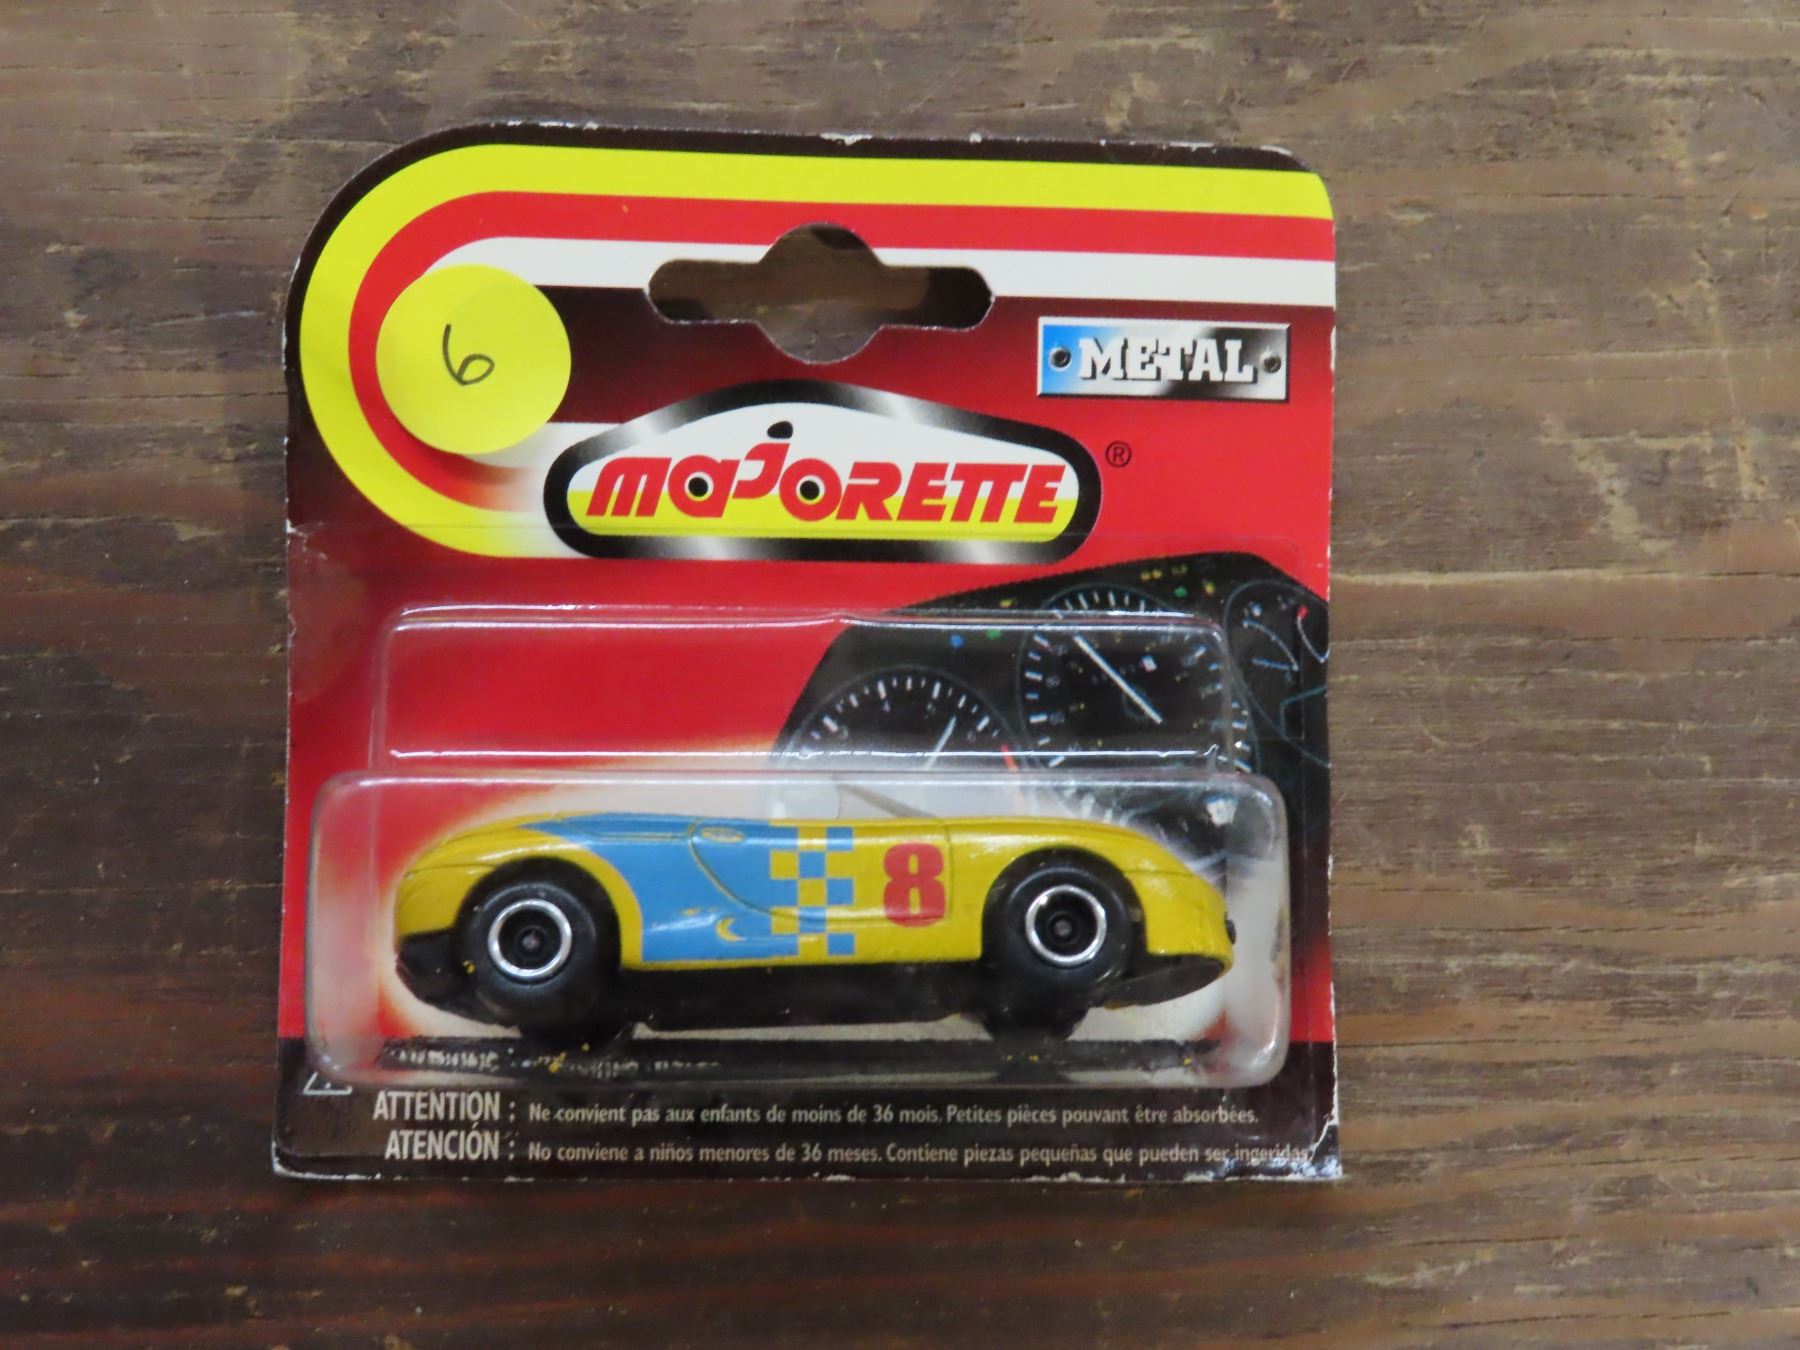 6
METAL
majORETTE ®
8
ATTENTION : Ne convient pas aux enfants de moins de 36 mois. Petites pièces pouvant être absorbées.
ATENCIÓN : No conviene a niños menores de 36 meses. Contiene piezas pequeñas que pueden ser ingeridas.